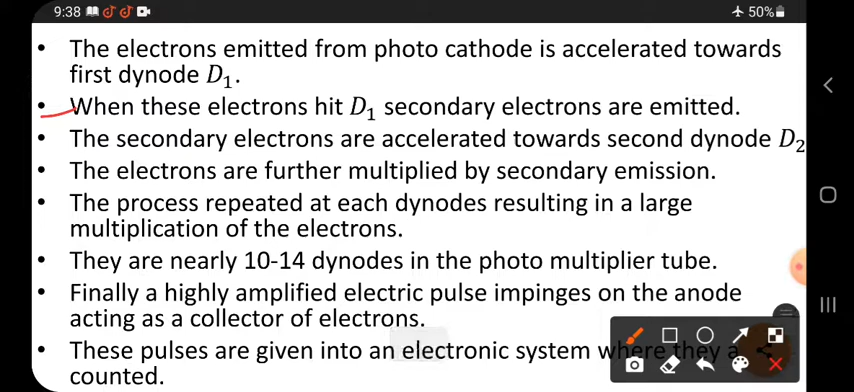 9:38
50%
• The electrons emitted from photo cathode is accelerated towards
first dynode D₁.
• When these electrons hit D₁ secondary electrons are emitted.
• The secondary electrons are accelerated towards second dynode D₂
• The electrons are further multiplied by secondary emission.
• The process repeated at each dynodes resulting in a large
multiplication of the electrons.
• They are nearly 10-14 dynodes in the photo multiplier tube.
• Finally a highly amplified electric pulse impinges on the anode
acting as a collector of electrons.
• These pulses are given into an electronic system where they a
counted.